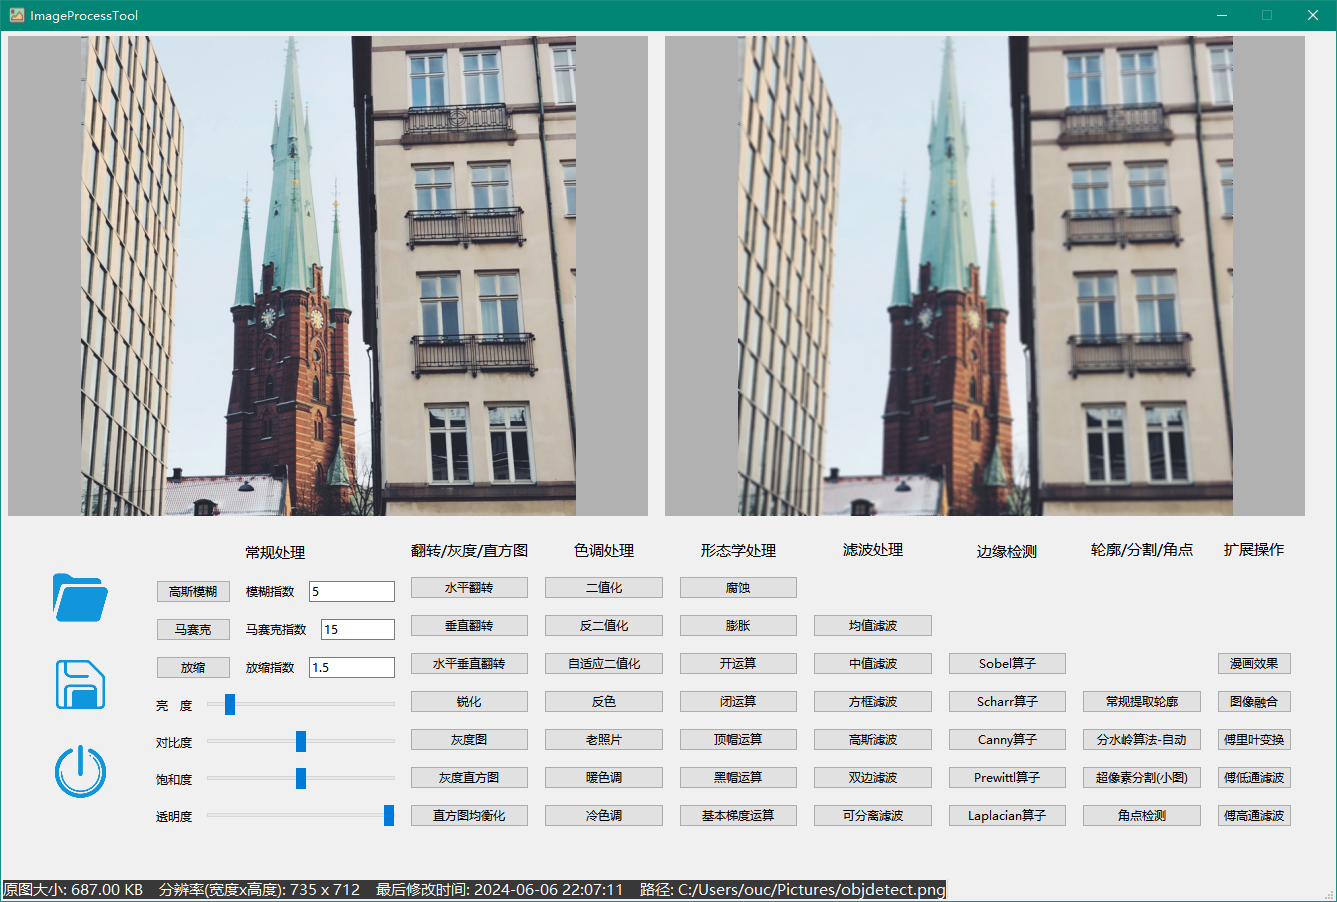 ImageProcessTool
常规处理
高斯模糊 模糊指数 5
马赛克 马赛克指数 15
放缩 放缩指数 1.5
亮 度
对比度
饱和度
透明度
翻转/灰度/直方图
水平翻转
垂直翻转
水平垂直翻转
锐化
灰度图
灰度直方图
直方图均衡化
色调处理
二值化
反二值化
自适应二值化
反色
老照片
暖色调
冷色调
形态学处理
腐蚀
膨胀
开运算
闭运算
顶帽运算
黑帽运算
基本梯度运算
滤波处理
均值滤波
中值滤波
方框滤波
高斯滤波
双边滤波
可分离滤波
边缘检测
Sobel算子
Scharr算子
Canny算子
Prewittl算子
Laplacian算子
轮廓/分割/角点
常规提取轮廓
分水岭算法-自动
超像素分割(小图)
角点检测
扩展操作
漫画效果
图像融合
傅里叶变换
傅低通滤波
傅高通滤波
原图大小: 687.00 KB 分辨率(宽度x高度): 735 x 712 最后修改时间: 2024-06-06 22:07:11 路径: C:/Users/ouc/Pictures/objdetect.png